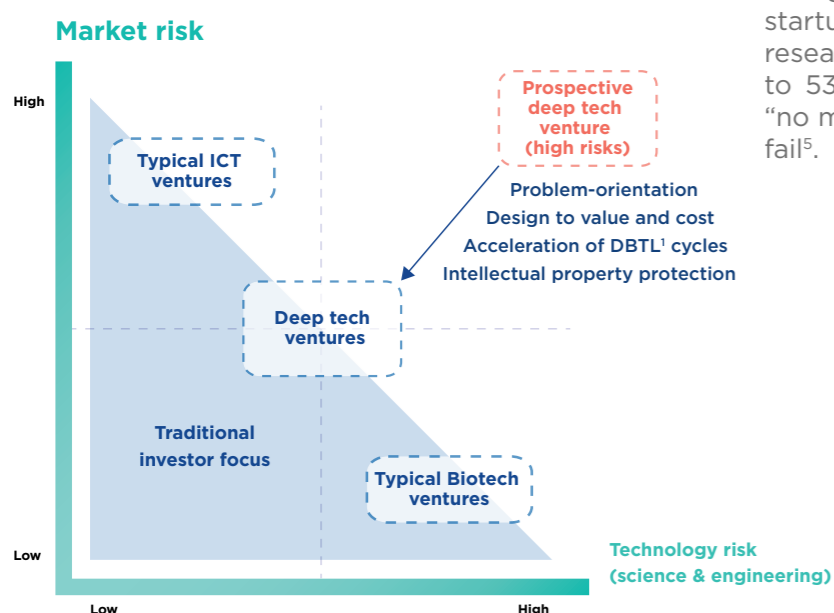 Market risk
High
Typical ICT
ventures
Prospective
deep tech
venture
(high risks)
Problem-orientation
Design to value and cost
Acceleration of DBTL¹ cycles
Intellectual property protection
Deep tech
ventures
Traditional
investor focus
Typical Biotech
ventures
Low
Low
High
Technology risk
(science & engineering)
startu
resea
to 53
“no m
fail⁵.